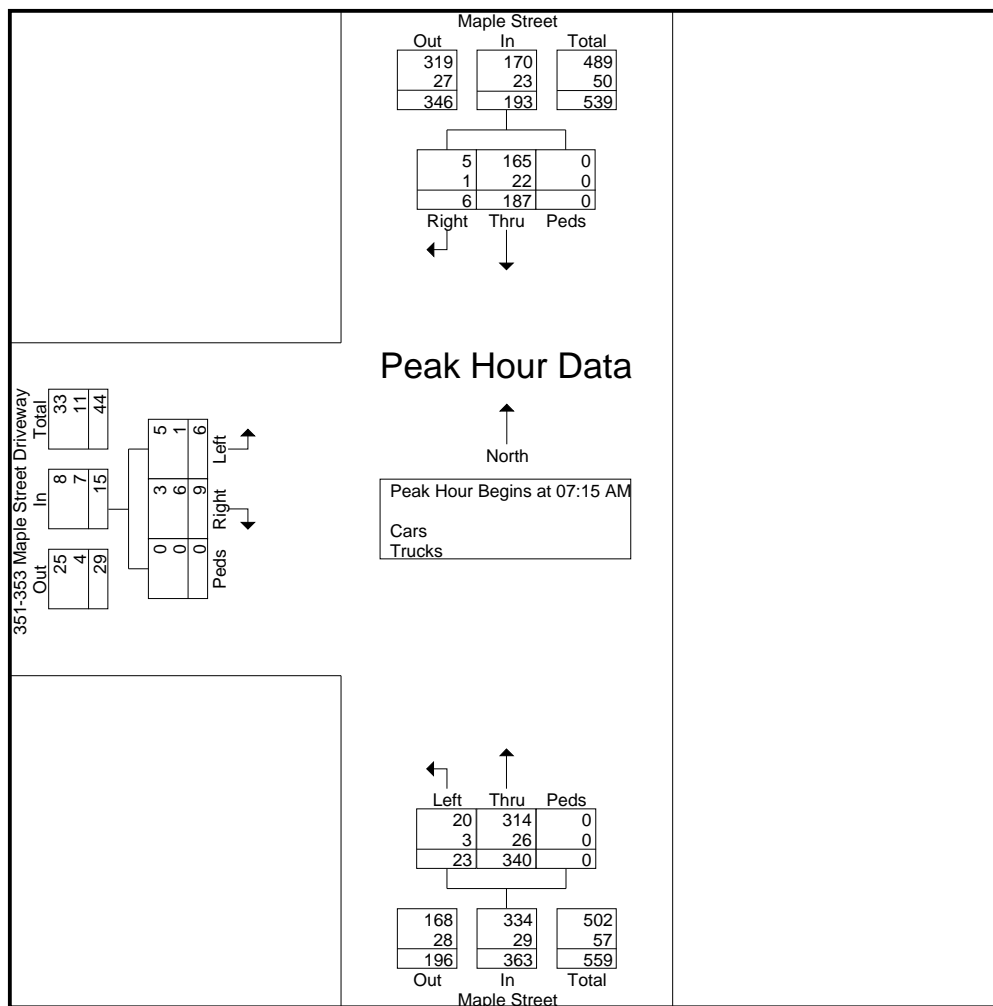 Maple Street
Out In Total
319 170 489
27 23 50
346 193 539
5 165 0
1 22 0
6 187 0
Right Thru Peds
Peak Hour Data
North
Peak Hour Begins at 07:15 AM
Cars
Trucks
351-353 Maple Street Driveway
Out In Total
25 8 33
4 7 11
29 15 44
0 3 5
0 6 1
0 9 6
Peds Right Left
Left Thru Peds
20 314 0
3 26 0
23 340 0
168 334 502
28 29 57
196 363 559
Out In Total
Maple Street